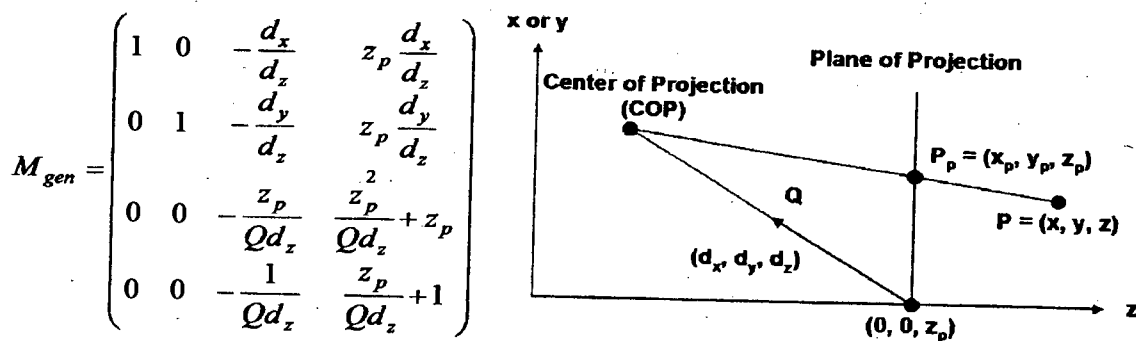 M_gen = ( 1 0 -d_x/d_z z_p d_x/d_z
0 1 -d_y/d_z z_p d_y/d_z
0 0 -z_p/Qd_z z_p^2/Qd_z + z_p
0 0 -1/Qd_z z_p/Qd_z + 1 )
x or y
Plane of Projection
Center of Projection
(COP)
P_p = (x_p, y_p, z_p)
Q
P = (x, y, z)
(d_x, d_y, d_z)
z
(0, 0, z_p)